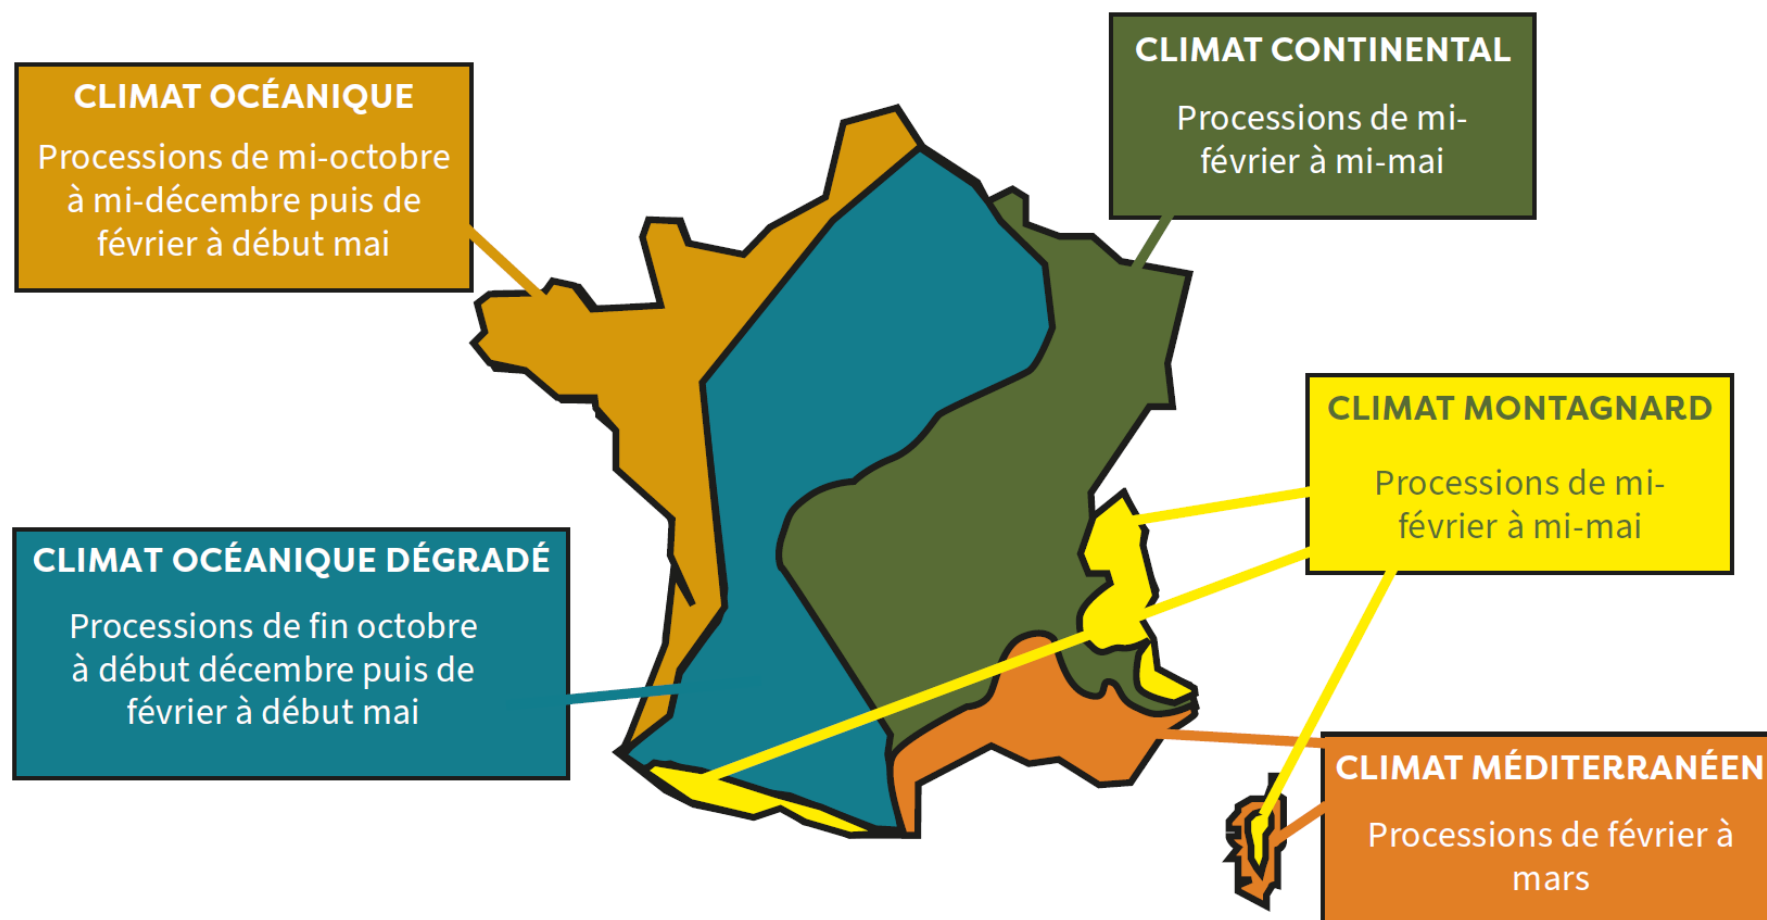 CLIMAT OCÉANIQUE
Processions de mi-octobre
à mi-décembre puis de
février à début mai
CLIMAT CONTINENTAL
Processions de mi-
février à mi-mai
CLIMAT MONTAGNARD
Processions de mi-
février à mi-mai
CLIMAT OCÉANIQUE DÉGRADÉ
Processions de fin octobre
à début décembre puis de
février à début mai
CLIMAT MÉDITERRANÉEN
Processions de février à
mars